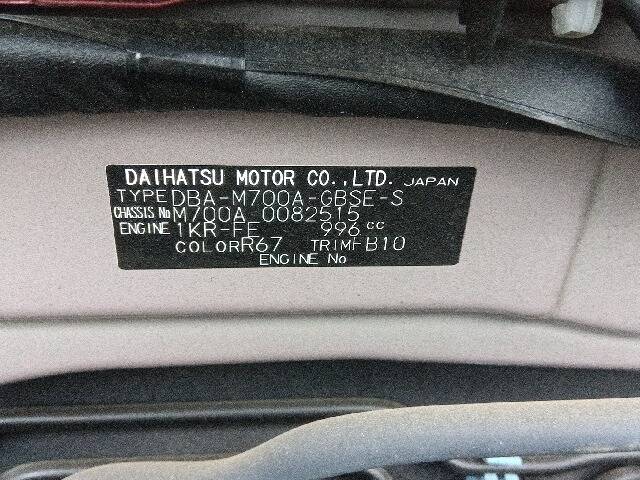 DAIHATSU MOTOR CO.,LTD. JAPAN
TYPE DBA-M700A-GBSE-S
CHASSIS No M700A 0082515
ENGINE 1KR-FE 996 cc
COLOR R67 TRIM FB10
ENGINE No